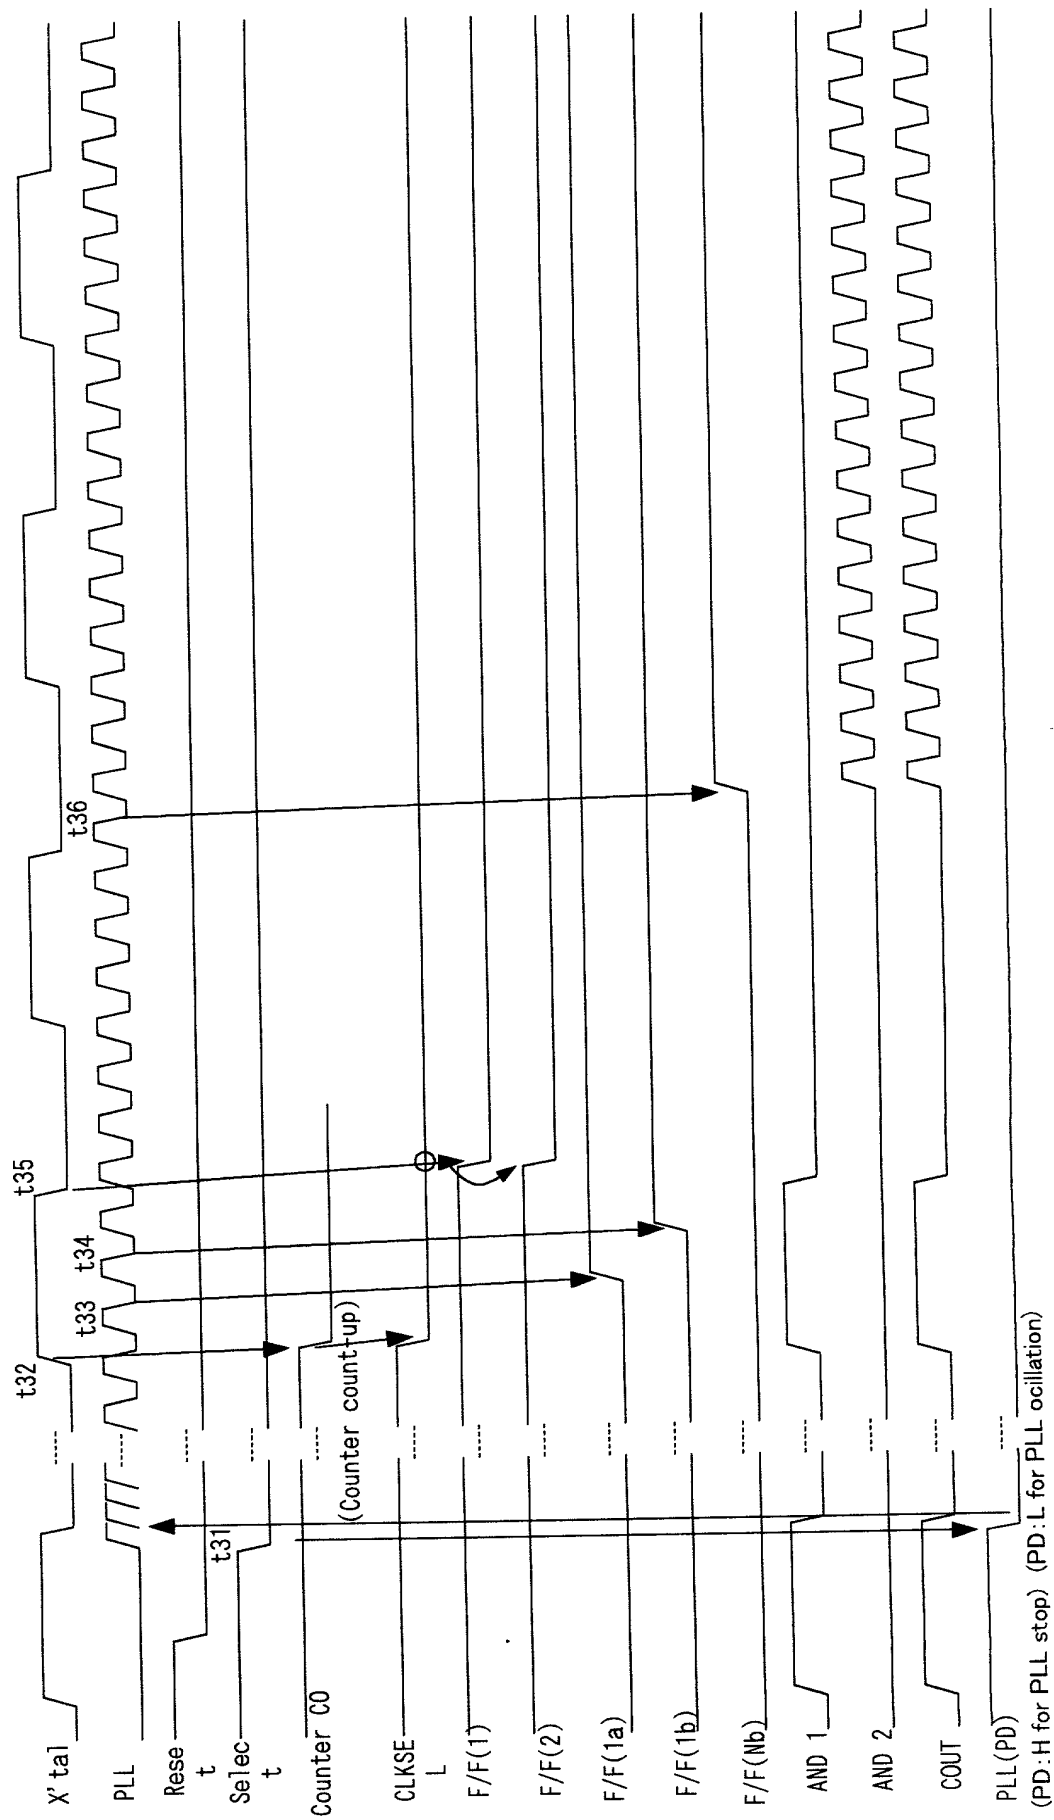 X'tal
PLL
Rese
t
Selec
t
Counter CO
CLKSE
L
F/F(1)
F/F(2)
F/F(1a)
F/F(1b)
F/F(Nb)
AND 1
AND 2
COUT
PLL(PD)
(PD:H for PLL stop) (PD:L for PLL ocillation)
t31
t32
t33
t34
t35
t36
(Counter count-up)